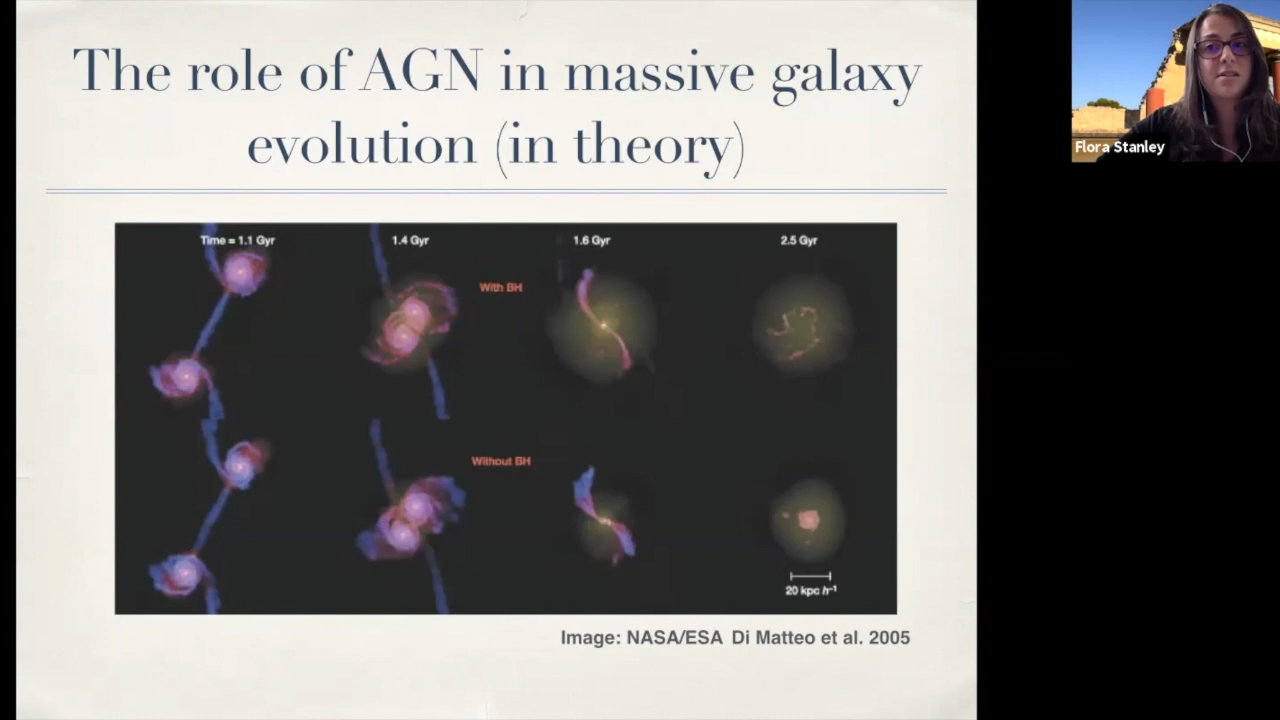 The role of AGN in massive galaxy
evolution (in theory)
Time = 1.1 Gyr
1.4 Gyr
1.6 Gyr
2.5 Gyr
With BH
Without BH
20 kpc h⁻¹
Image: NASA/ESA Di Matteo et al. 2005
Flora Stanley